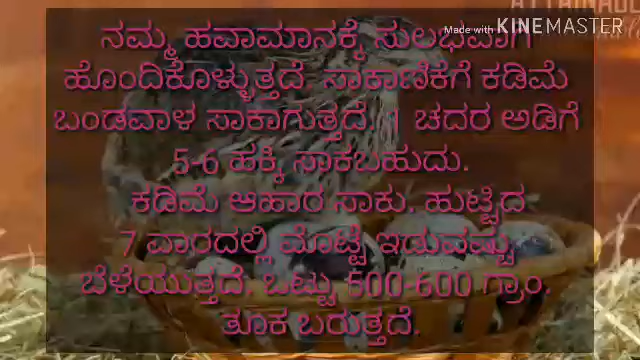 Made with KINEMASTER
ನಮ್ಮ ಹವಾಮಾನಕ್ಕೆ ಸುಲಭವಾಗಿ
ಹೊಂದಿಕೊಳ್ಳುತ್ತದೆ. ಸಾಕಾಣಿಕೆಗೆ ಕಡಿಮೆ
ಬಂಡವಾಳ ಸಾಕಾಗುತ್ತದೆ. 1 ಚದರ ಅಡಿಗೆ
5-6 ಹಕ್ಕಿ ಸಾಕಬಹುದು.
ಕಡಿಮೆ ಆಹಾರ ಸಾಕು. ಹುಟ್ಟಿದ
7 ವಾರದಲ್ಲಿ ಮೊಟ್ಟೆ ಇಡುವಷ್ಟು
ಬೆಳೆಯುತ್ತದೆ. ಒಟ್ಟು 500-600 ಗ್ರಾಂ.
ತೂಕ ಬರುತ್ತದೆ.